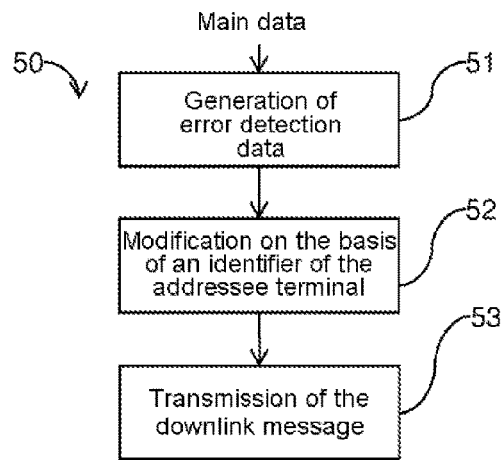 Main data
50
51
Generation of
error detection
data
52
Modification on the basis
of an identifier of the
addressee terminal
53
Transmission of the
downlink message